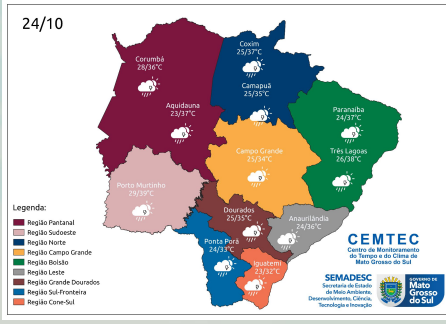 24/10
Coxim
25/37°C
Corumbá
28/36°C
Camapuã
25/35°C
Aquidauna
23/37°C
Paranaíba
24/37°C
Campo Grande
25/34°C
Três Lagoas
26/38°C
Porto Murtinho
29/39°C
Dourados
25/35°C
Anaurilândia
24/36°C
Ponta Porã
24/33°C
Iguatemi
23/32°C
Legenda:
Região Pantanal
Região Sudoeste
Região Norte
Região Campo Grande
Região Bolsão
Região Leste
Região Grande Dourados
Região Sul-Fronteira
Região Cone-Sul
CEMTEC
Centro de Monitoramento
do Tempo e do Clima de
Mato Grosso do Sul
SEMADESC
Secretaria de Estado
de Meio Ambiente,
Desenvolvimento, Ciência,
Tecnologia e Inovação
GOVERNO DE
Mato
Grosso
do Sul